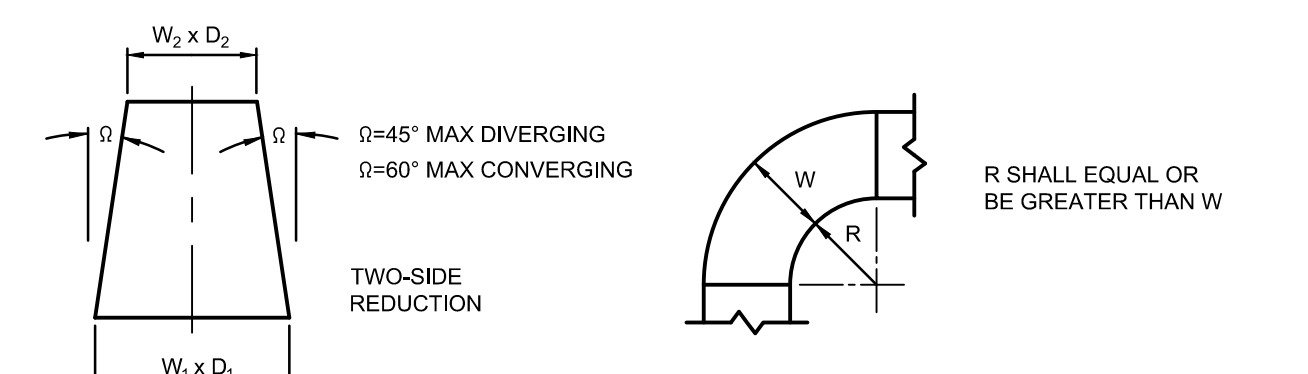 W₂ x D₂
Ω
Ω
Ω=45° MAX DIVERGING
Ω=60° MAX CONVERGING
TWO-SIDE
REDUCTION
W₁ x D₁
W
R
R SHALL EQUAL OR
BE GREATER THAN W